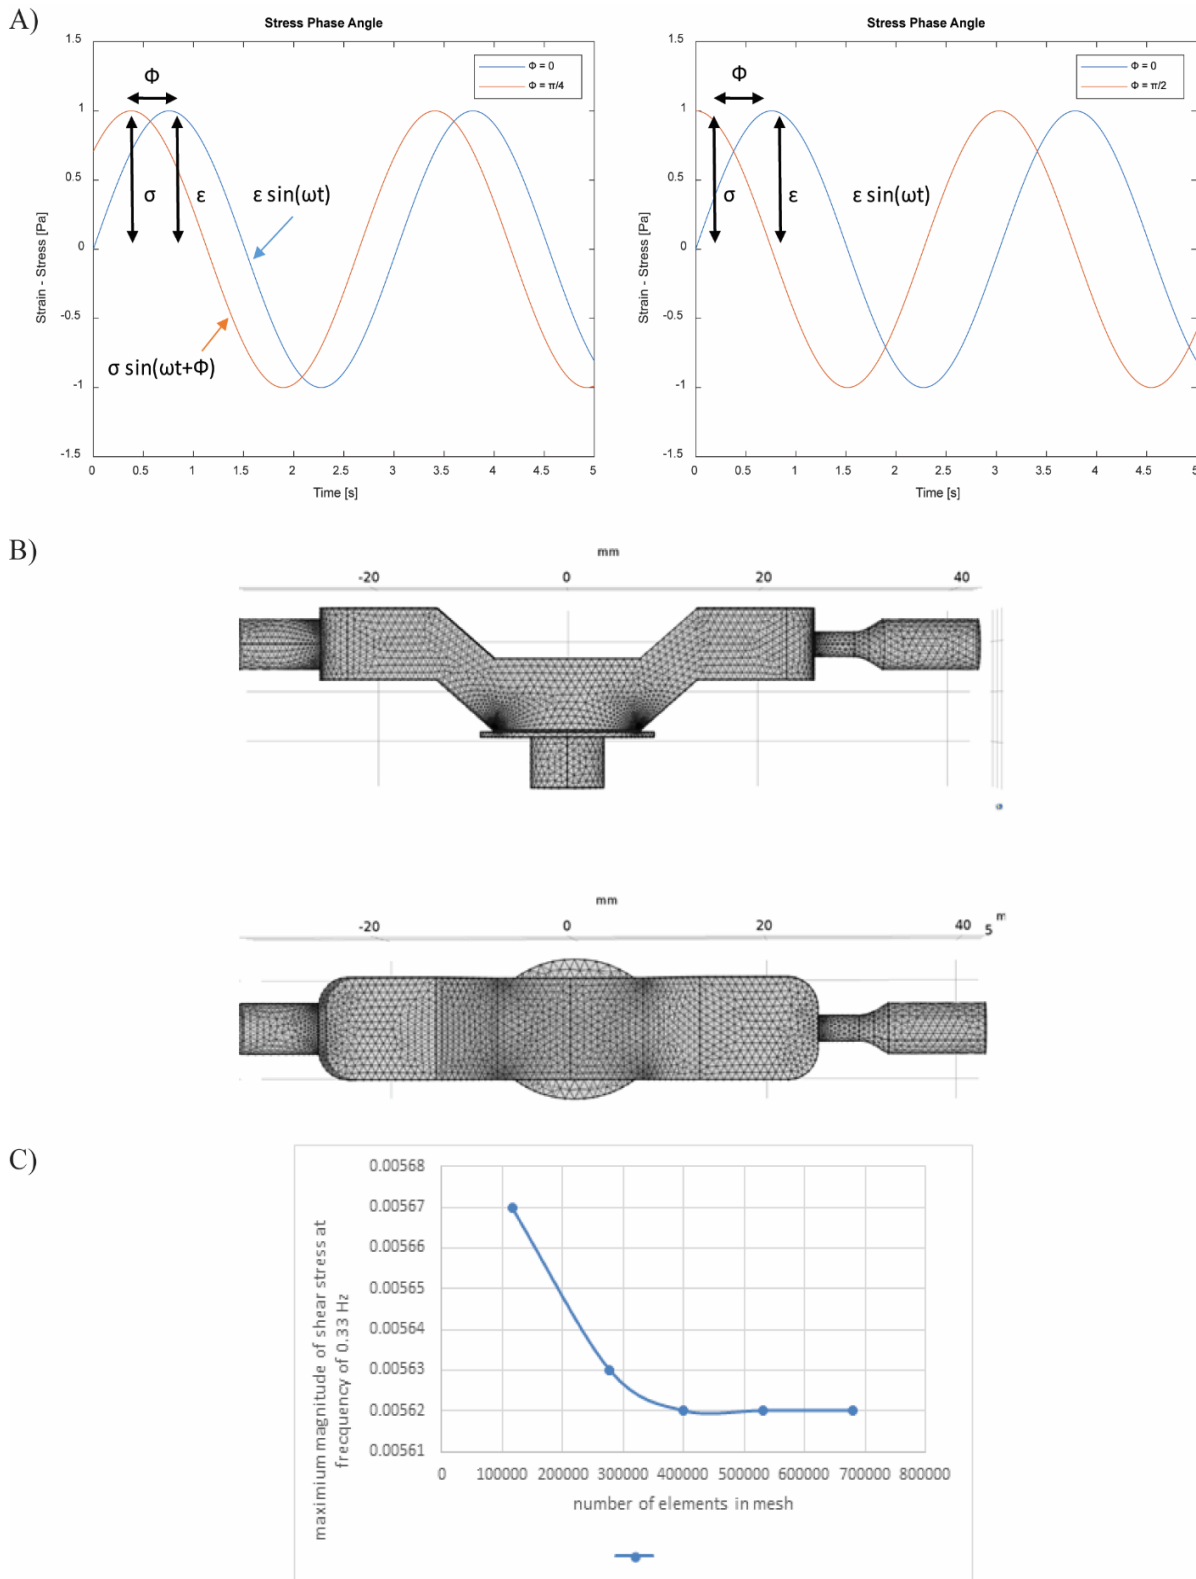 A)
Stress Phase Angle
1.5
1
0.5
0
-0.5
-1
-1.5
Strain - Stress [Pa]
Φ = 0
Φ = π/4
Φ
σ
ε
ε sin(ωt)
σ sin(ωt+Φ)
0 0.5 1 1.5 2 2.5 3 3.5 4 4.5 5
Time [s]
Stress Phase Angle
1.5
1
0.5
0
-0.5
-1
-1.5
Strain - Stress [Pa]
Φ = 0
Φ = π/2
Φ
σ
ε
ε sin(ωt)
0 0.5 1 1.5 2 2.5 3 3.5 4 4.5 5
Time [s]
B)
mm
-20 0 20 40
mm
-20 0 20 40
5
m
C)
0.00568
0.00567
0.00566
0.00565
0.00564
0.00563
0.00562
0.00561
maximium magnitude of shear stress at
frecquency of 0.33 Hz
0 100000 200000 300000 400000 500000 600000 700000 800000
number of elements in mesh